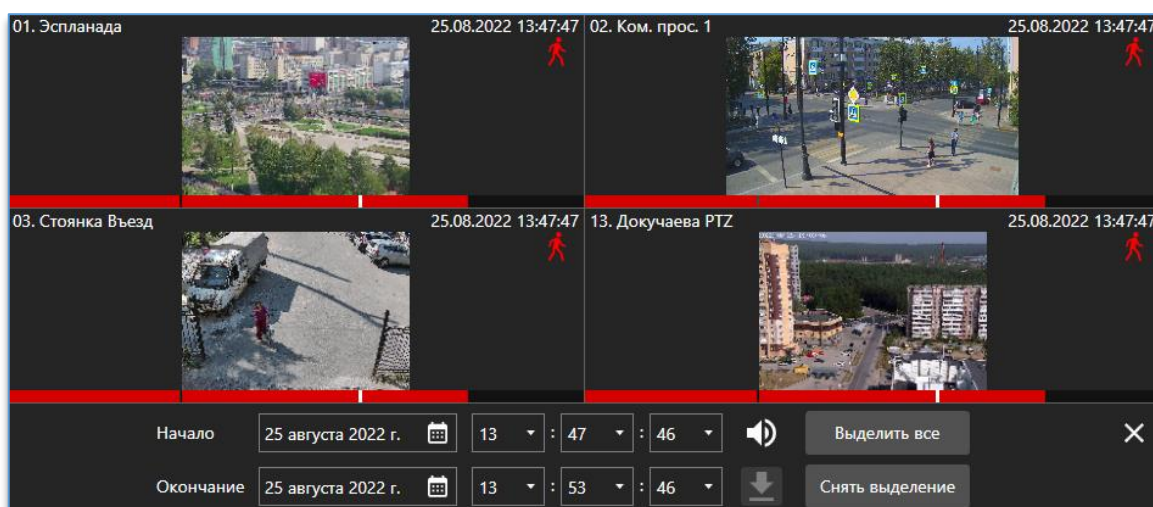 01. Эспланада 25.08.2022 13:47:47
02. Ком. прос. 1 25.08.2022 13:47:47
03. Стоянка Въезд 25.08.2022 13:47:47
13. Докучаева PTZ 25.08.2022 13:47:47
Начало 25 августа 2022 г. 13 : 47 : 46 Выделить все
Окончание 25 августа 2022 г. 13 : 53 : 46 Снять выделение